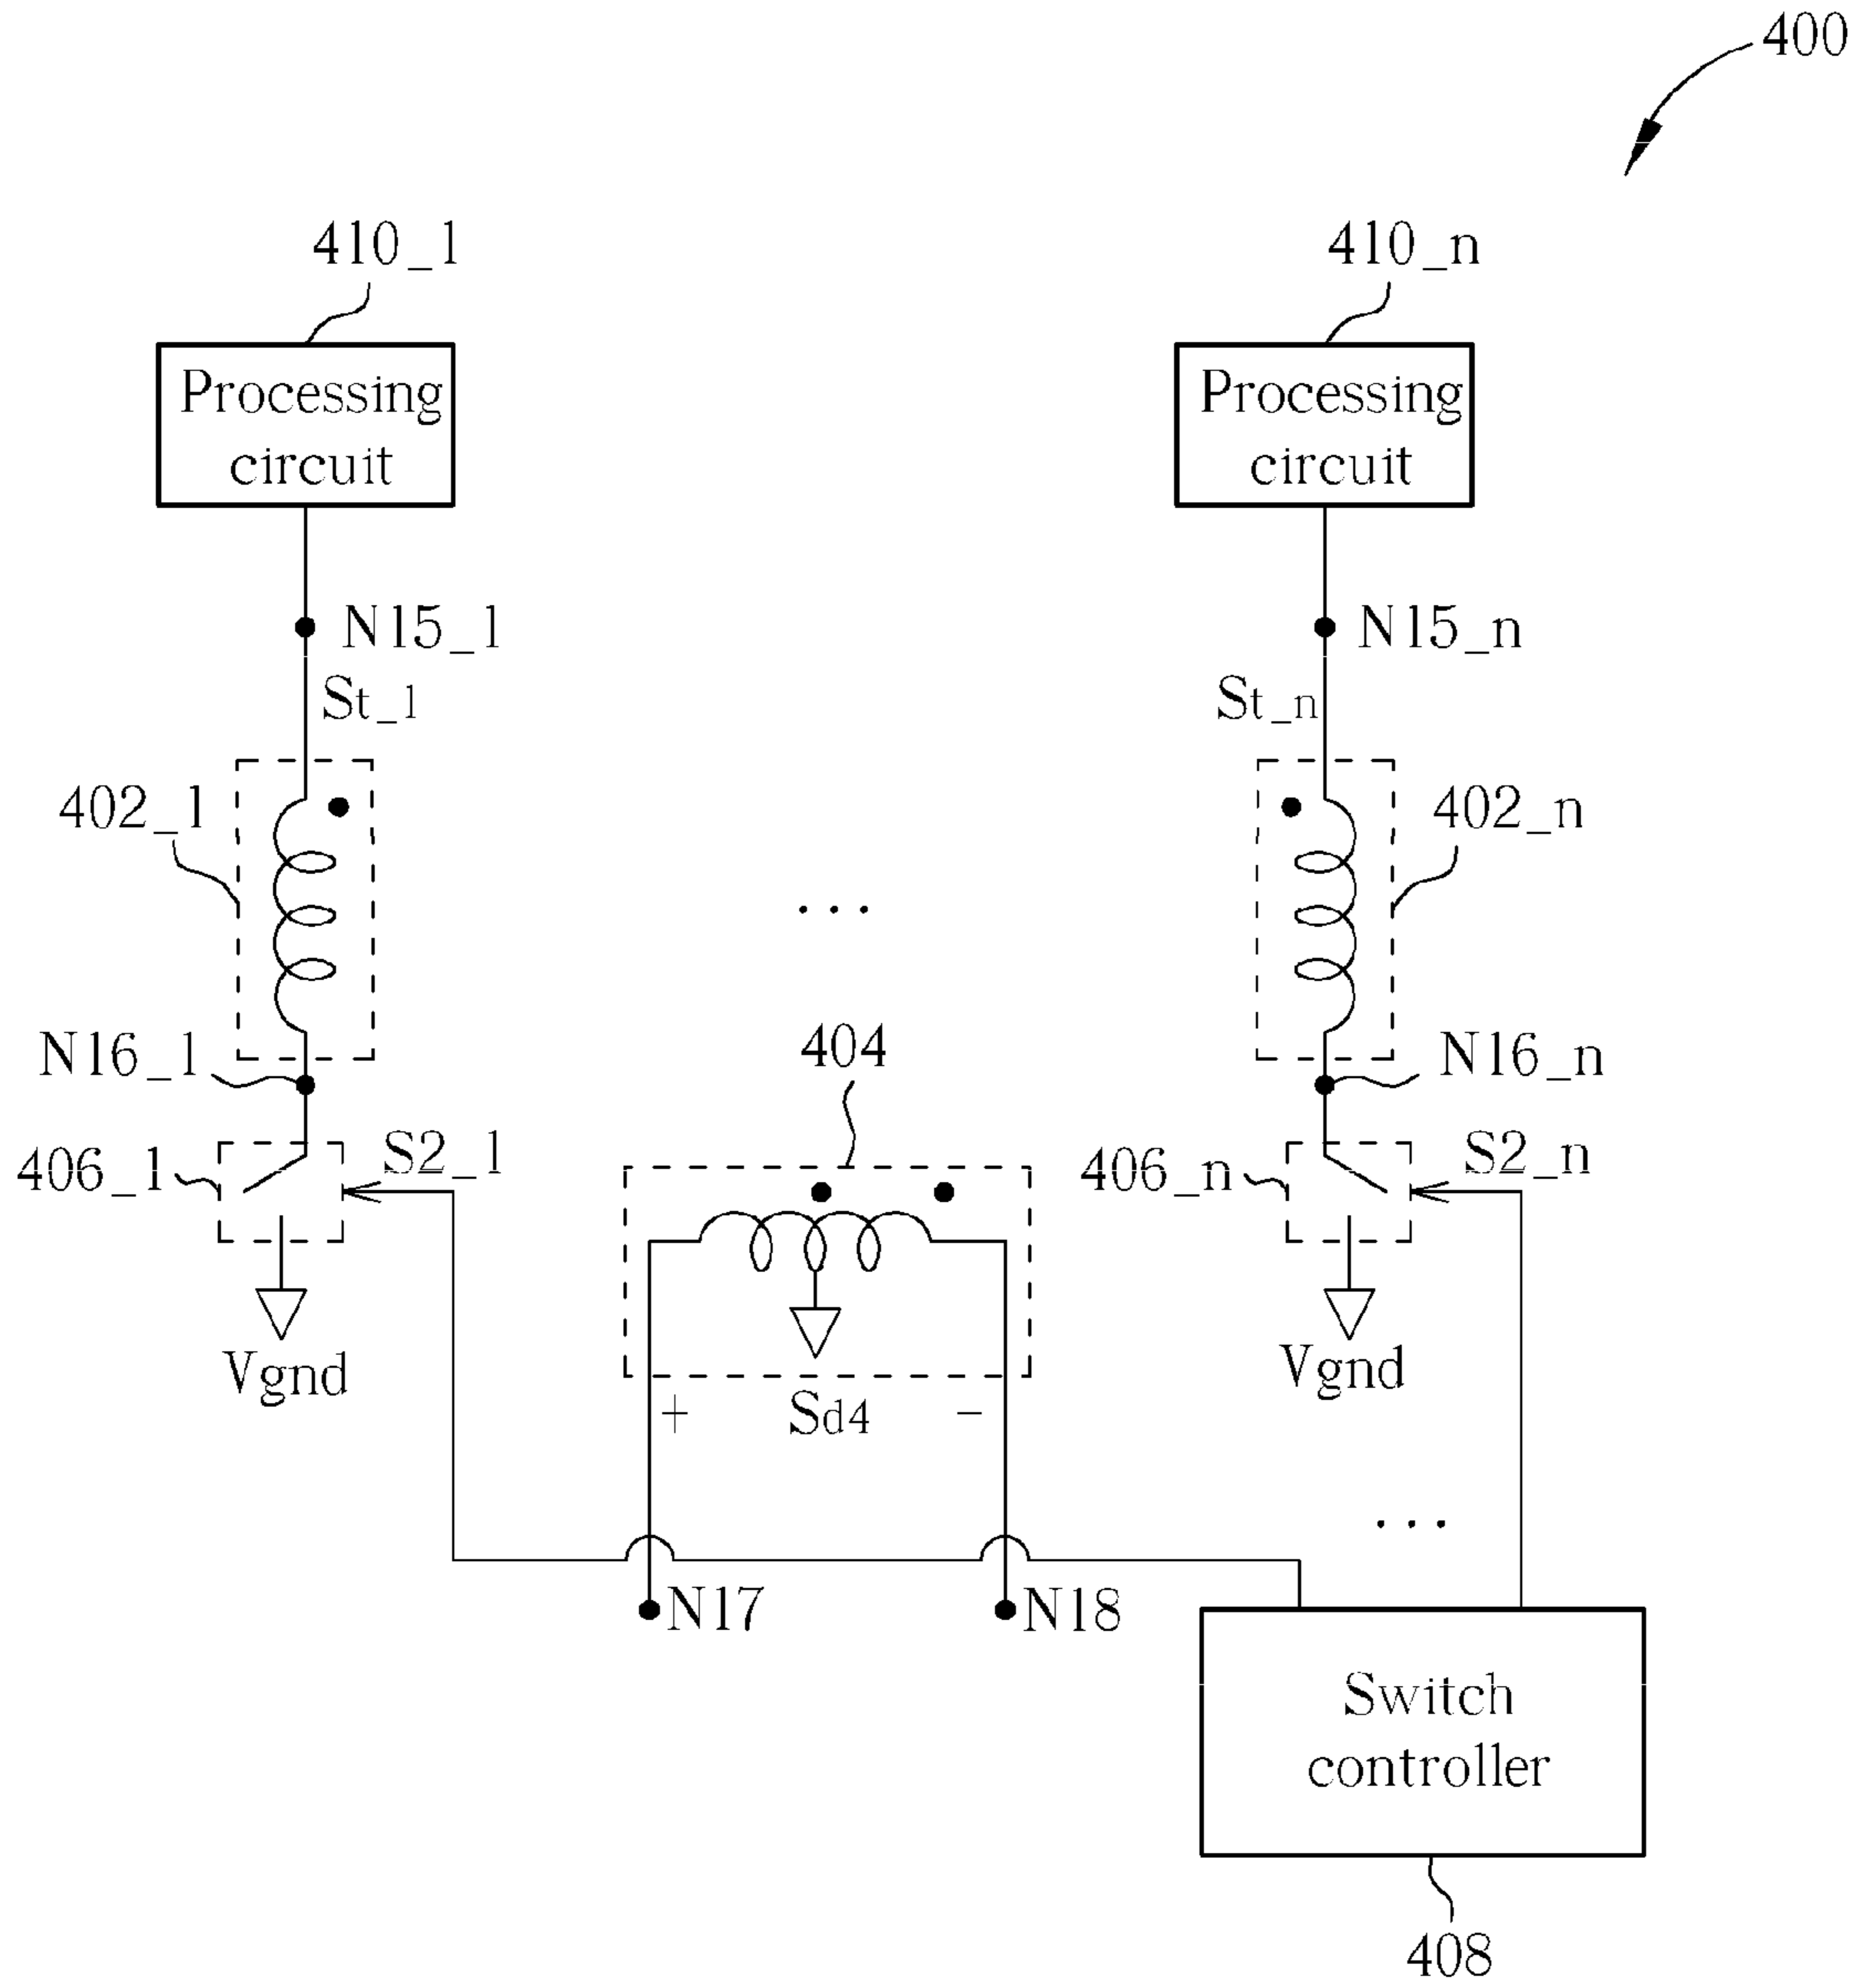 400
410_1
410_n
Processing
circuit
Processing
circuit
N15_1
N15_n
St_1
St_n
402_1
402_n
...
N16_1
404
N16_n
406_1
S2_1
406_n
S2_n
Vgnd
Vgnd
+ Sd4 -
...
N17
N18
Switch
controller
408